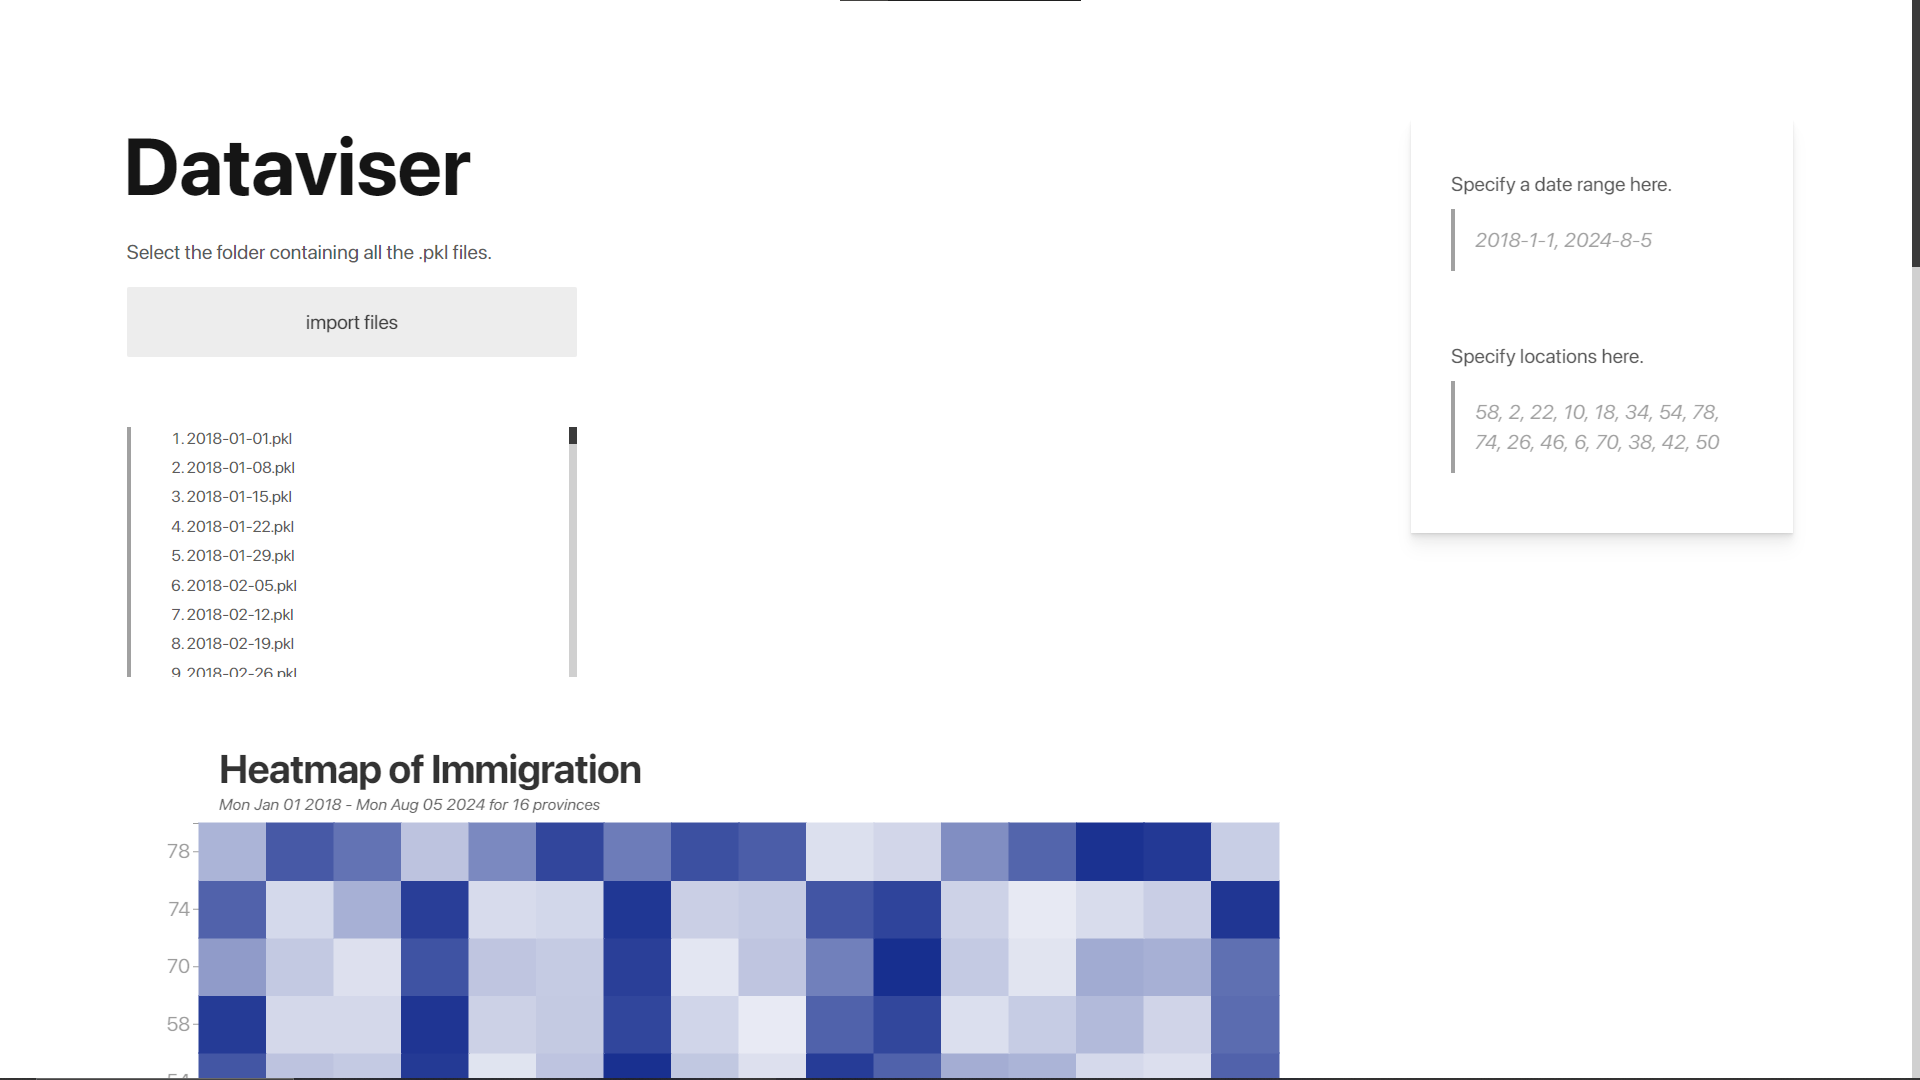 Dataviser
Select the folder containing all the .pkl files.
import files
1. 2018-01-01.pkl
2. 2018-01-08.pkl
3. 2018-01-15.pkl
4. 2018-01-22.pkl
5. 2018-01-29.pkl
6. 2018-02-05.pkl
7. 2018-02-12.pkl
8. 2018-02-19.pkl
9. 2018-02-26.pkl
Specify a date range here.
2018-1-1, 2024-8-5
Specify locations here.
58, 2, 22, 10, 18, 34, 54, 78,
74, 26, 46, 6, 70, 38, 42, 50
Heatmap of Immigration
Mon Jan 01 2018 - Mon Aug 05 2024 for 16 provinces
78
74
70
58
54